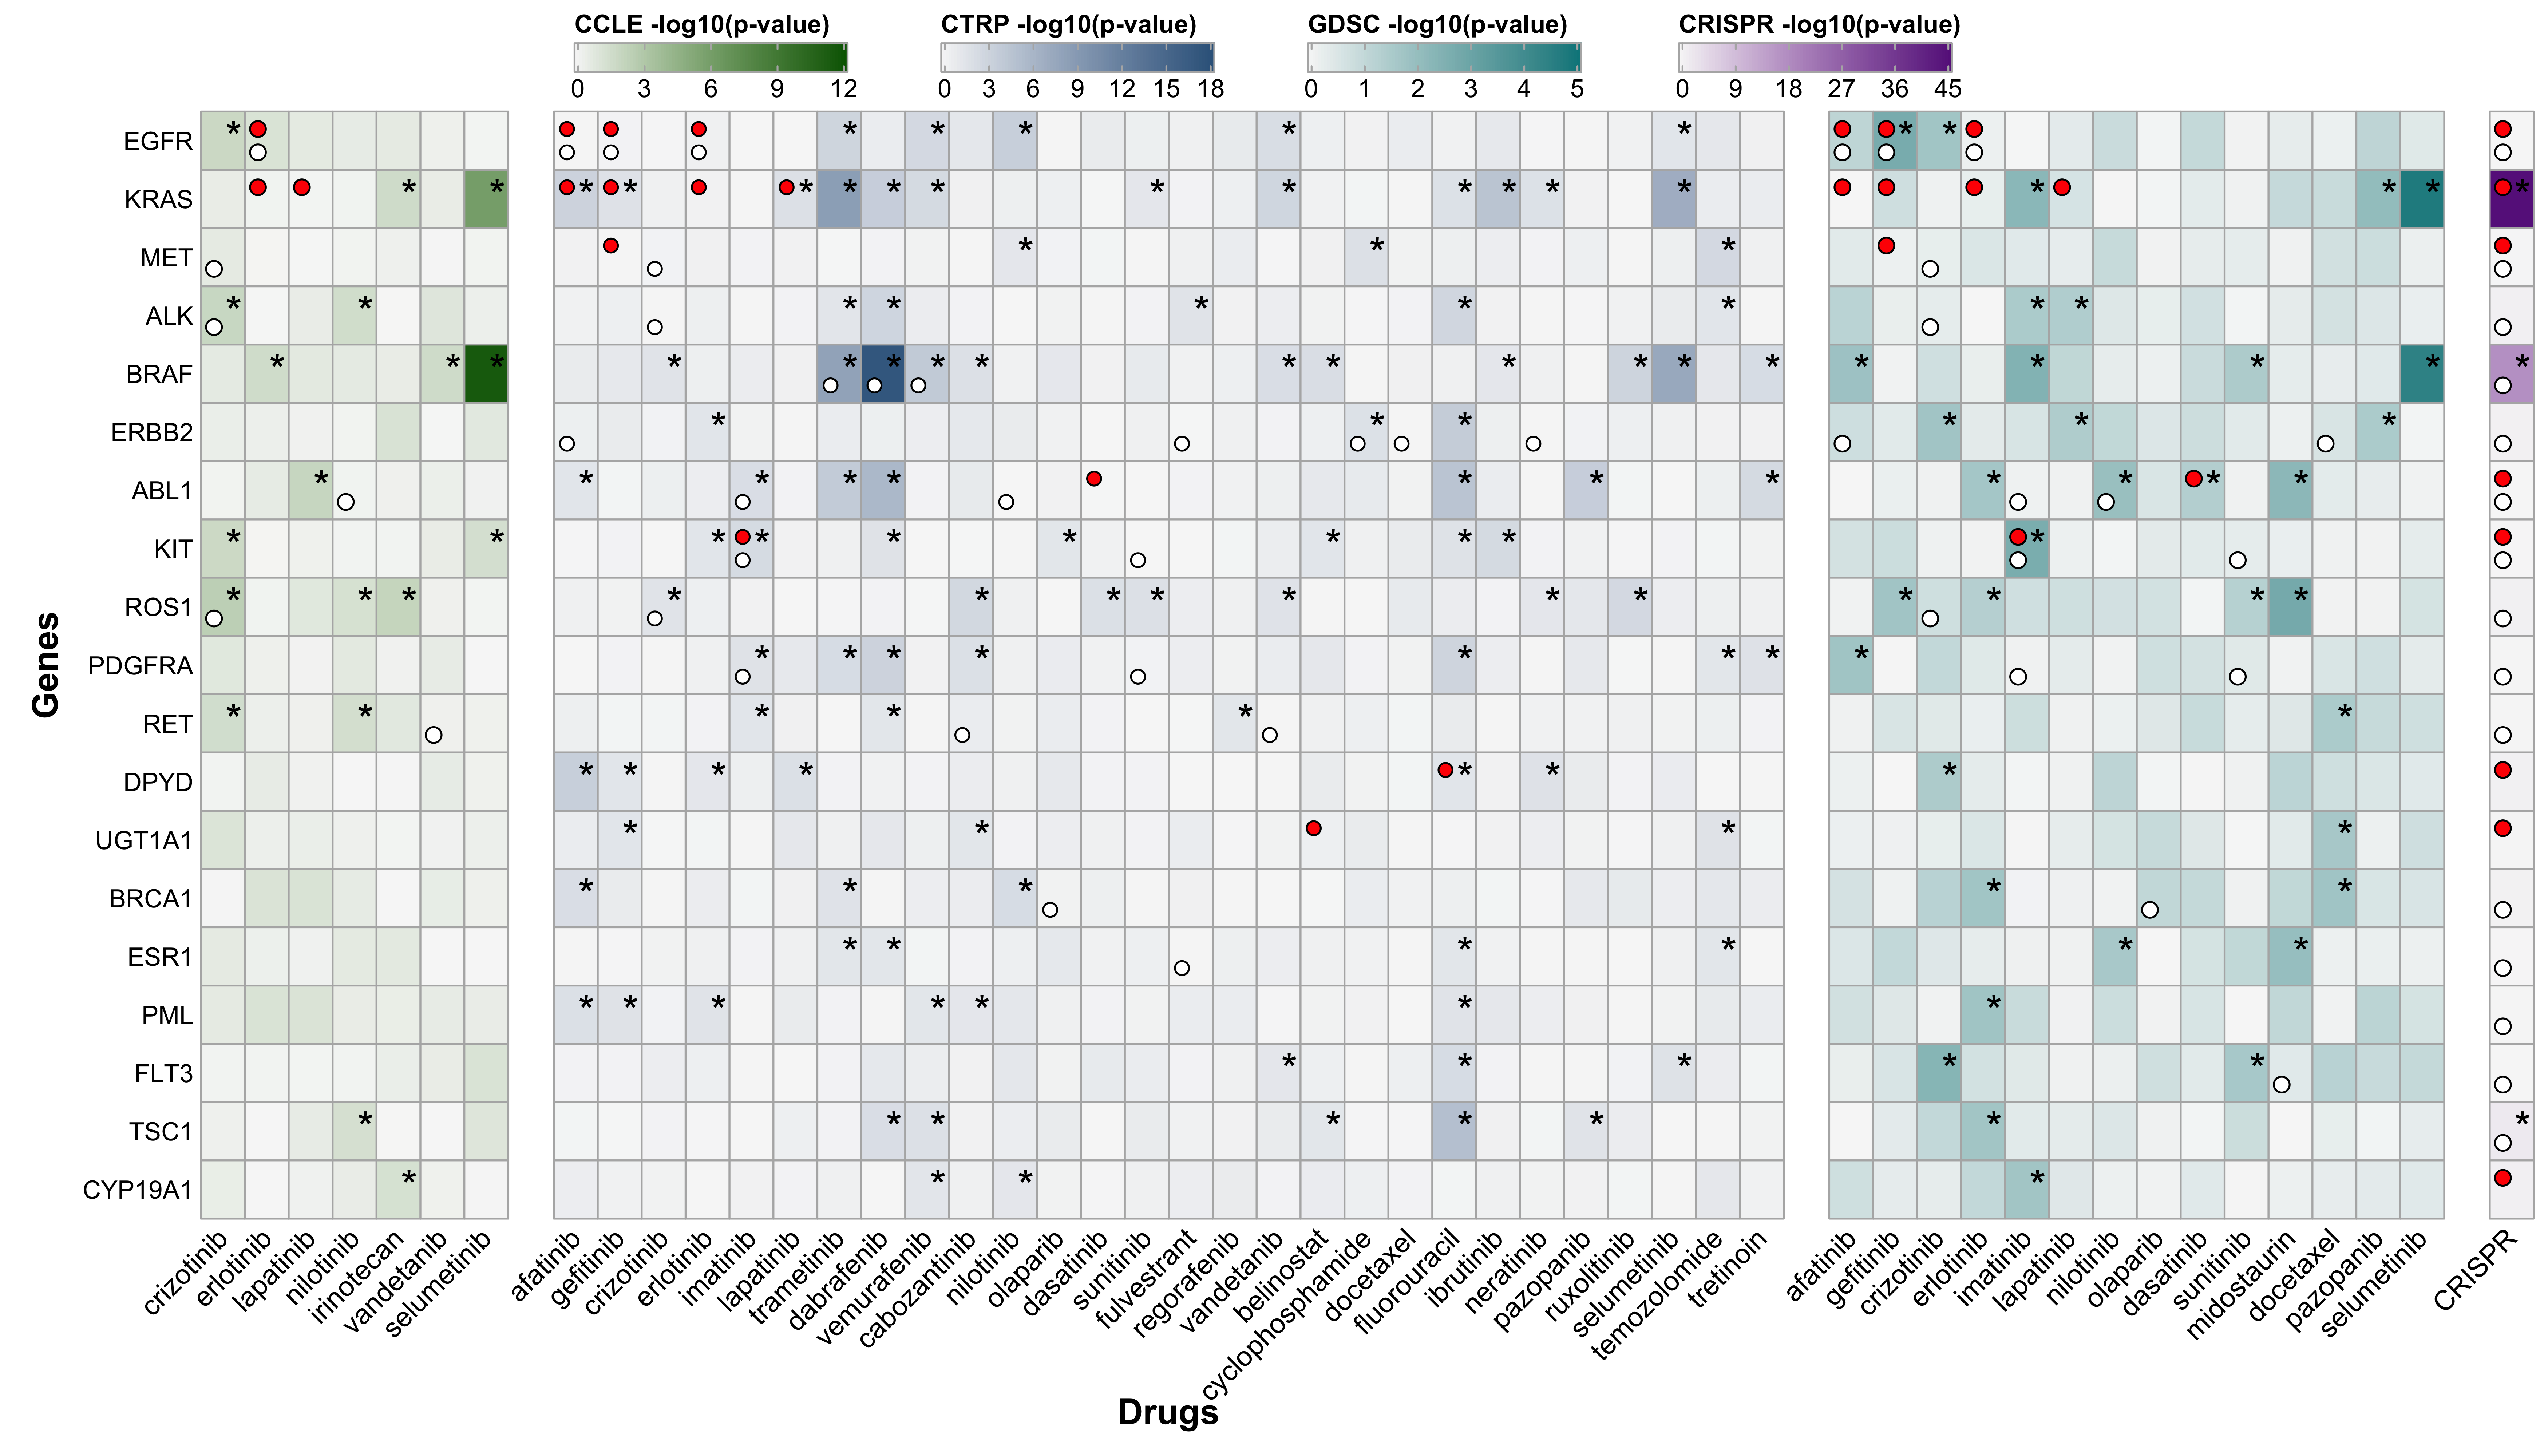 CCLE -log10(p-value)
CTRP -log10(p-value)
GDSC -log10(p-value)
CRISPR -log10(p-value)
0 3 6 9 12
0 3 6 9 12 15 18
0 1 2 3 4 5
0 9 18 27 36 45
EGFR
KRAS
MET
ALK
BRAF
ERBB2
ABL1
KIT
ROS1
PDGFRA
RET
DPYD
UGT1A1
BRCA1
ESR1
PML
FLT3
TSC1
CYP19A1
Genes
crizotinib
erlotinib
lapatinib
nilotinib
irinotecan
vandetanib
selumetinib
afatinib
gefitinib
crizotinib
erlotinib
imatinib
lapatinib
trametinib
dabrafenib
vemurafenib
cabozantinib
nilotinib
olaparib
dasatinib
sunitinib
fulvestrant
regorafenib
vandetanib
belinostat
cyclophosphamide
docetaxel
fluorouracil
ibrutinib
neratinib
pazopanib
ruxolitinib
selumetinib
temozolomide
tretinoin
afatinib
gefitinib
crizotinib
erlotinib
imatinib
lapatinib
nilotinib
olaparib
dasatinib
sunitinib
midostaurin
docetaxel
pazopanib
selumetinib
CRISPR
Drugs